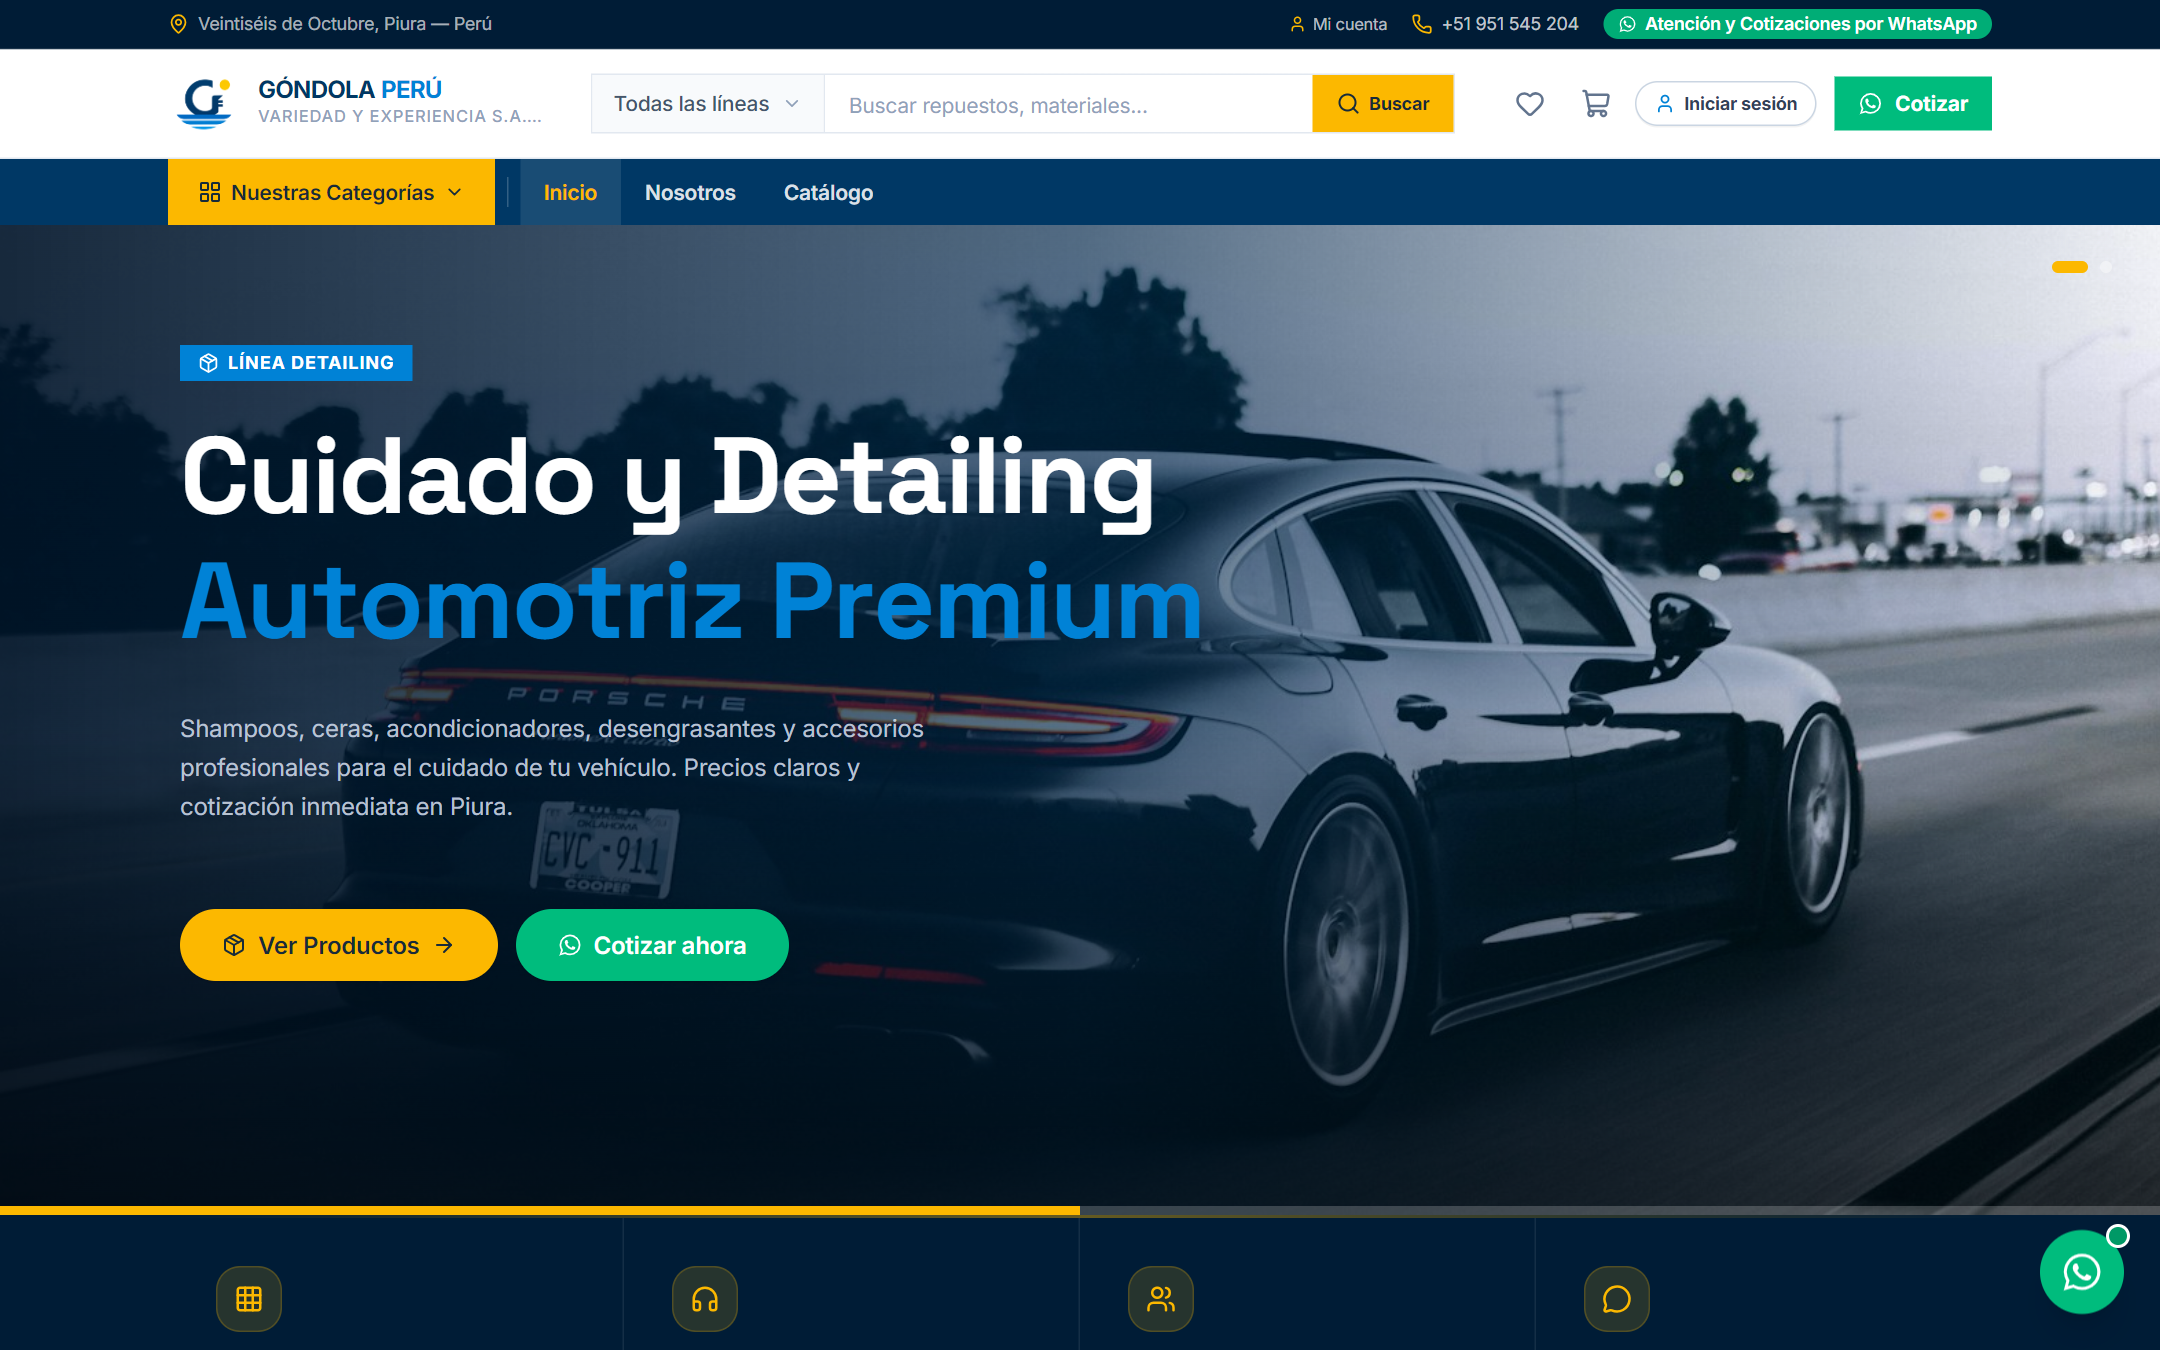 Veintiséis de Octubre, Piura — Perú
Mi cuenta
+51 951 545 204
Atención y Cotizaciones por WhatsApp
GÓNDOLA PERÚ
VARIEDAD Y EXPERIENCIA S.A....
Todas las líneas
Buscar repuestos, materiales...
Buscar
Iniciar sesión
Cotizar
Nuestras Categorías
Inicio
Nosotros
Catálogo
LÍNEA DETAILING
Cuidado y Detailing
Automotriz Premium
PORSCHE
Shampoos, ceras, acondicionadores, desengrasantes y accesorios
profesionales para el cuidado de tu vehículo. Precios claros y
cotización inmediata en Piura.
TULSA
OKLAHOMA
CVC-911
COOPER
Ver Productos
Cotizar ahora